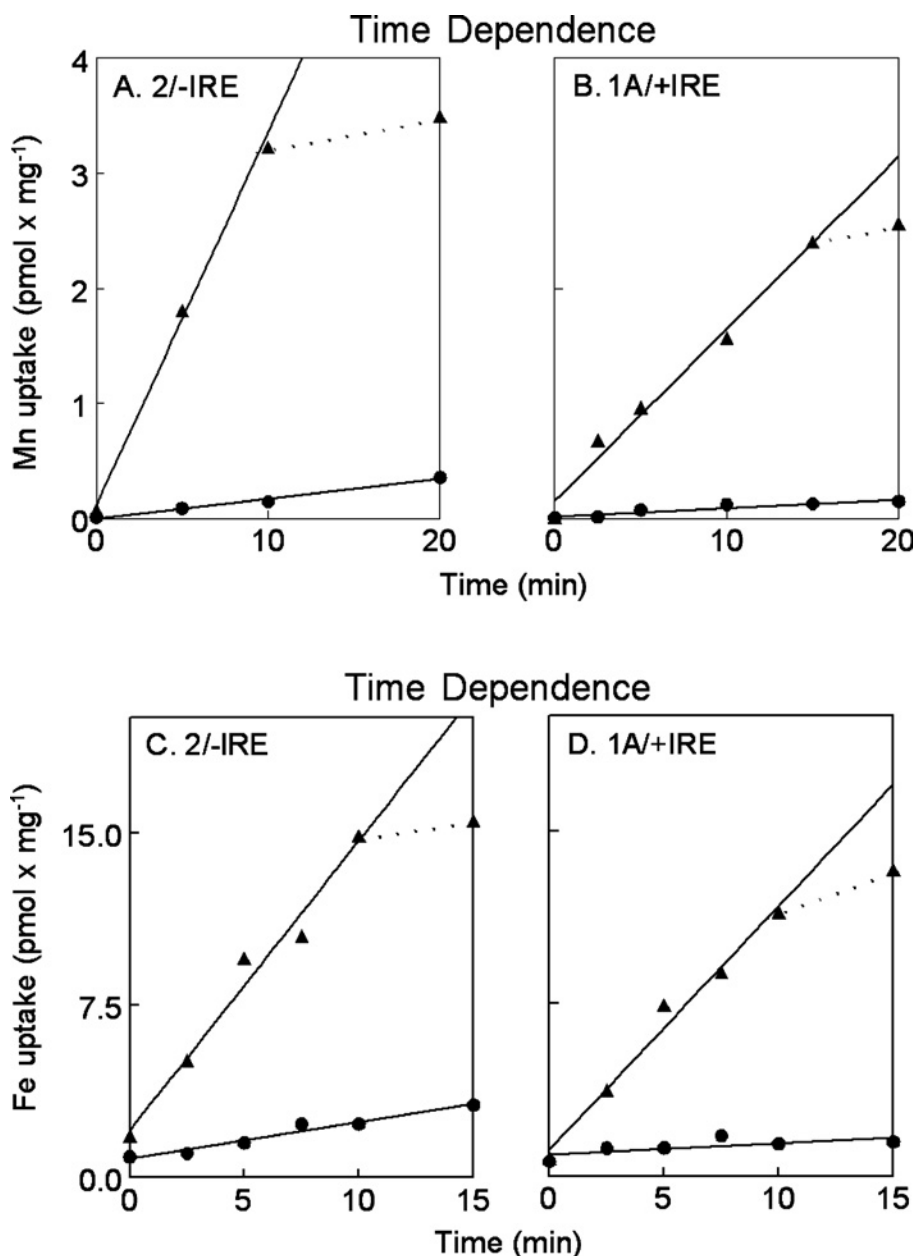 Time Dependence
A. 2/-IRE
B. 1A/+IRE
Mn uptake (pmol x mg⁻¹)
4
3
2
1
0
0 10 20
0 10 20
Time (min)
Time Dependence
C. 2/-IRE
D. 1A/+IRE
Fe uptake (pmol x mg⁻¹)
15.0
7.5
0.0
0 5 10 15
0 5 10 15
Time (min)